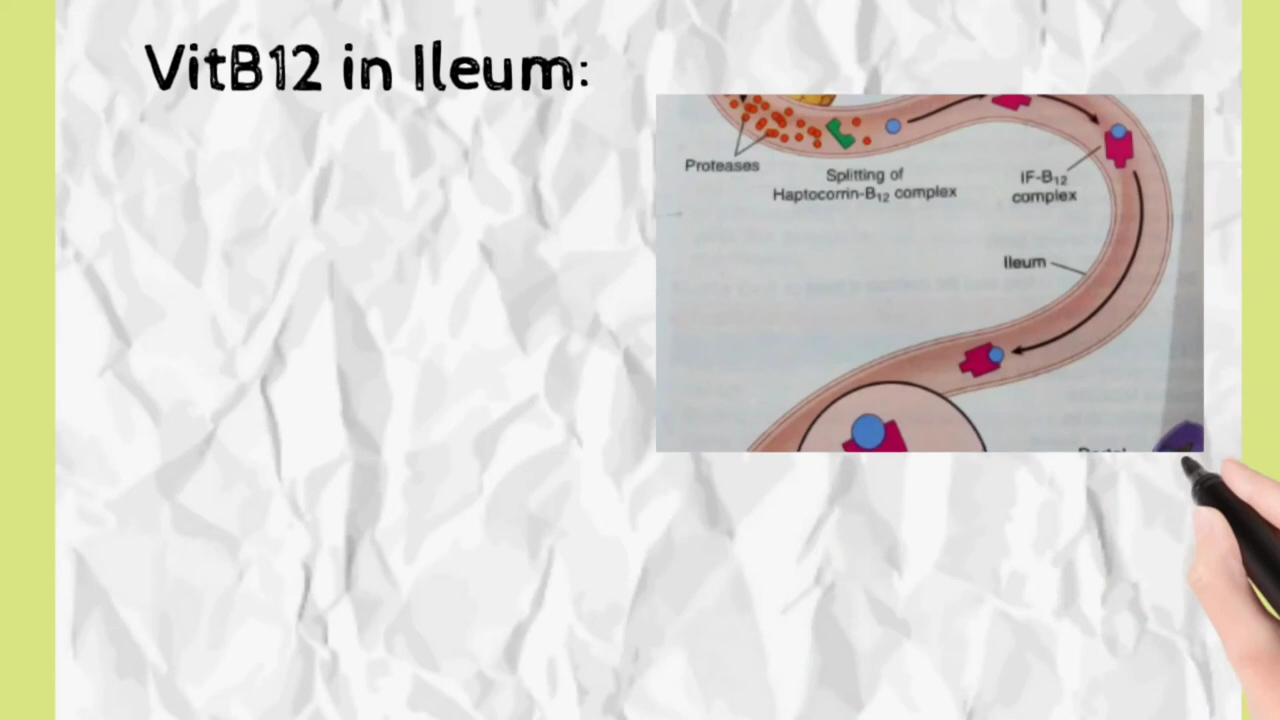 VitB12 in Ileum:
Proteases
Splitting of
Haptocorrin-B12 complex
IF-B12
complex
Ileum